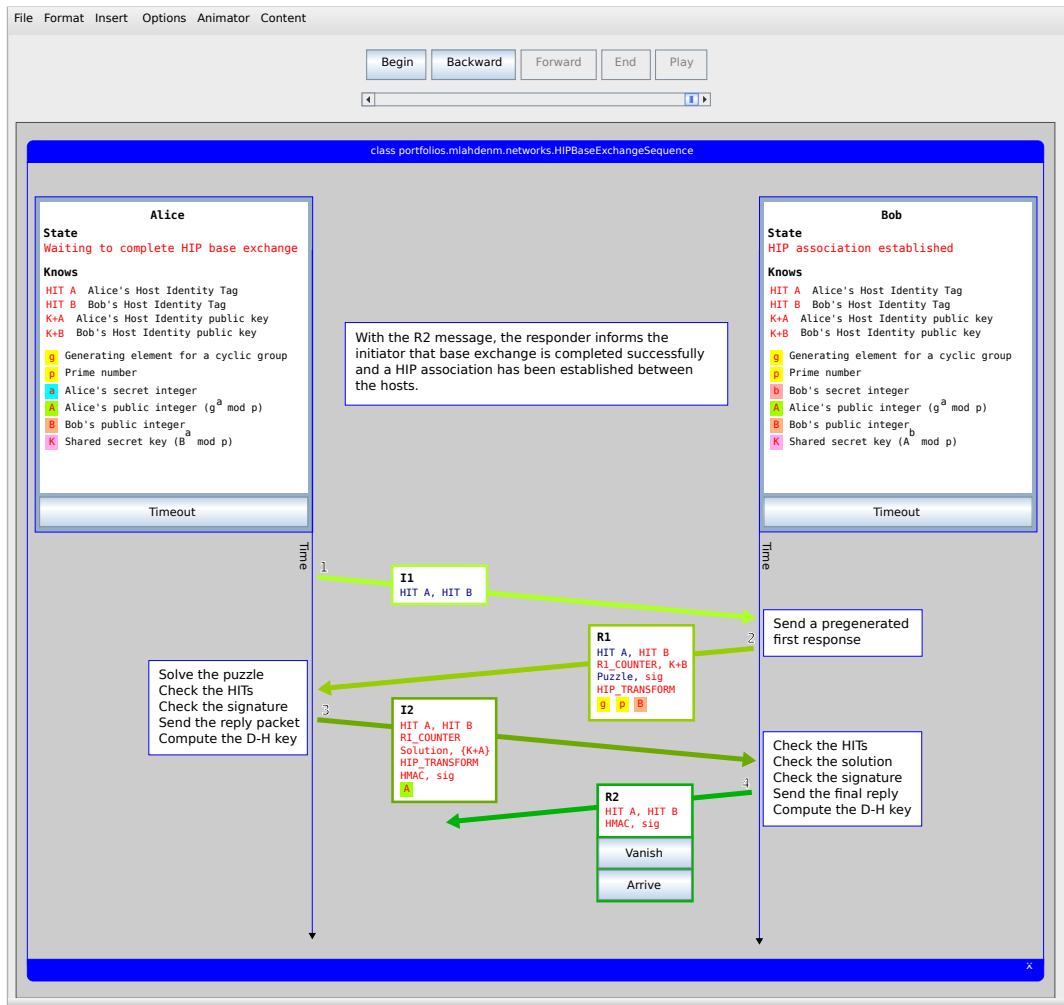 File Format Insert Options Animator Content
Begin Backward Forward End Play
class portfolios.mlahdenm.networks.HIPBaseExchangeSequence
Alice
State
Waiting to complete HIP base exchange
Knows
HIT A Alice's Host Identity Tag
HIT B Bob's Host Identity Tag
K+A Alice's Host Identity public key
K+B Bob's Host Identity public key
g Generating element for a cyclic group
p Prime number
a Alice's secret integer
A Alice's public integer (g^a mod p)
B Bob's public integer
K Shared secret key (B^a mod p)
Timeout
With the R2 message, the responder informs the
initiator that base exchange is completed successfully
and a HIP association has been established between
the hosts.
Bob
State
HIP association established
Knows
HIT A Alice's Host Identity Tag
HIT B Bob's Host Identity Tag
K+A Alice's Host Identity public key
K+B Bob's Host Identity public key
g Generating element for a cyclic group
p Prime number
b Bob's secret integer
A Alice's public integer (g^a mod p)
B Bob's public integer
K Shared secret key (A^b mod p)
Timeout
Time
Time
1
I1
HIT A, HIT B
Send a pregenerated
first response
2
R1
HIT A, HIT B
R1_COUNTER, K+B
Puzzle, sig
HIP_TRANSFORM
g p B
Solve the puzzle
Check the HITs
Check the signature
Send the reply packet
Compute the D-H key
3
I2
HIT A, HIT B
RI_COUNTER
Solution, {K+A}
HIP_TRANSFORM
HMAC, sig
A
Check the HITs
Check the solution
Check the signature
Send the final reply
Compute the D-H key
4
R2
HIT A, HIT B
HMAC, sig
Vanish
Arrive